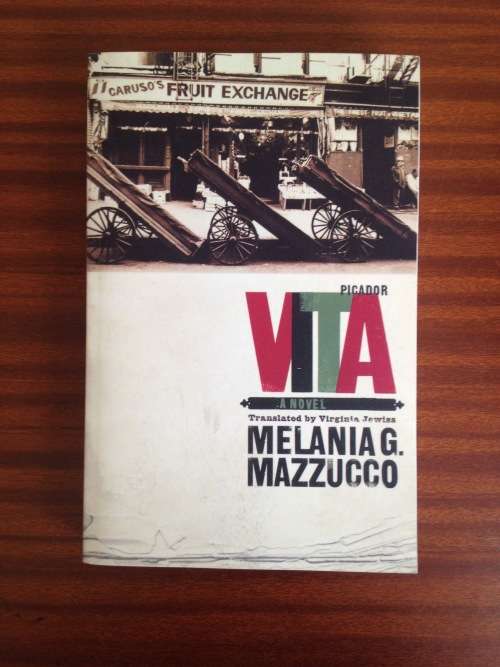 CARUSO'S FRUIT EXCHANGE
PICADOR
VITA
A NOVEL
Translated by Virginia Jewiss
MELANIA G.
MAZZUCCO